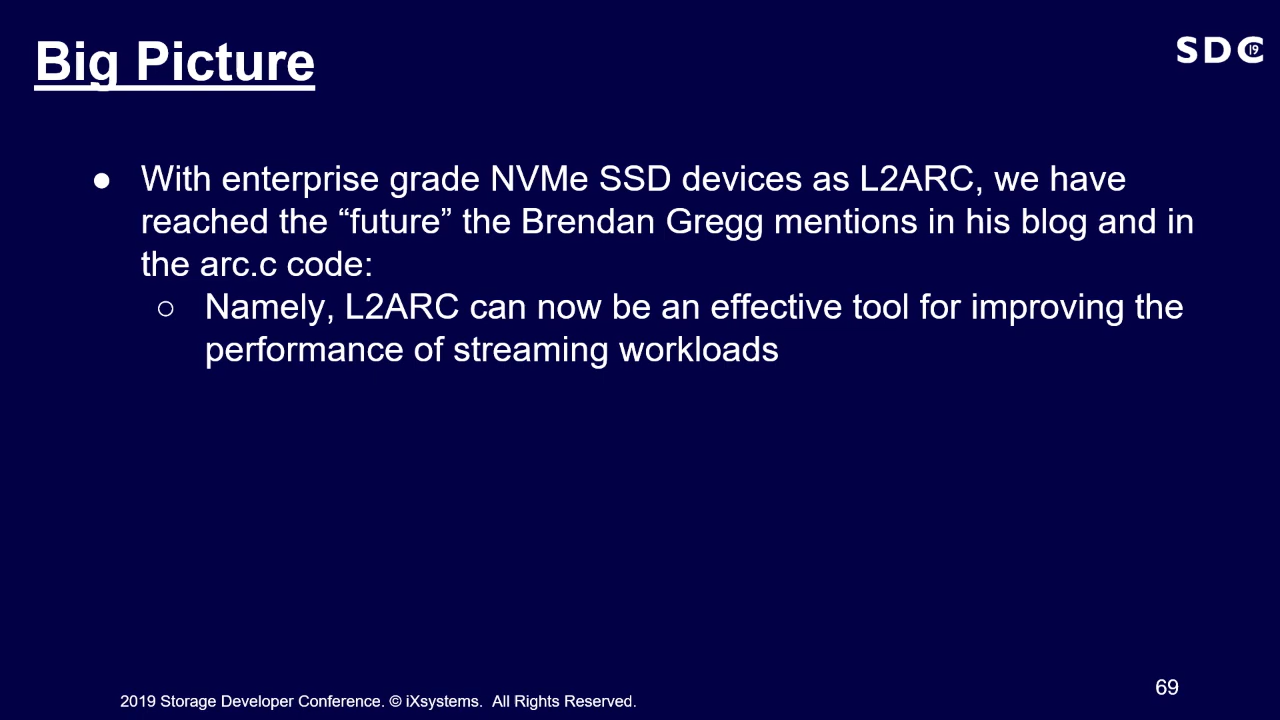 Big Picture
SDC 19
● With enterprise grade NVMe SSD devices as L2ARC, we have
reached the “future” the Brendan Gregg mentions in his blog and in
the arc.c code:
○ Namely, L2ARC can now be an effective tool for improving the
performance of streaming workloads
69
2019 Storage Developer Conference. © iXsystems. All Rights Reserved.